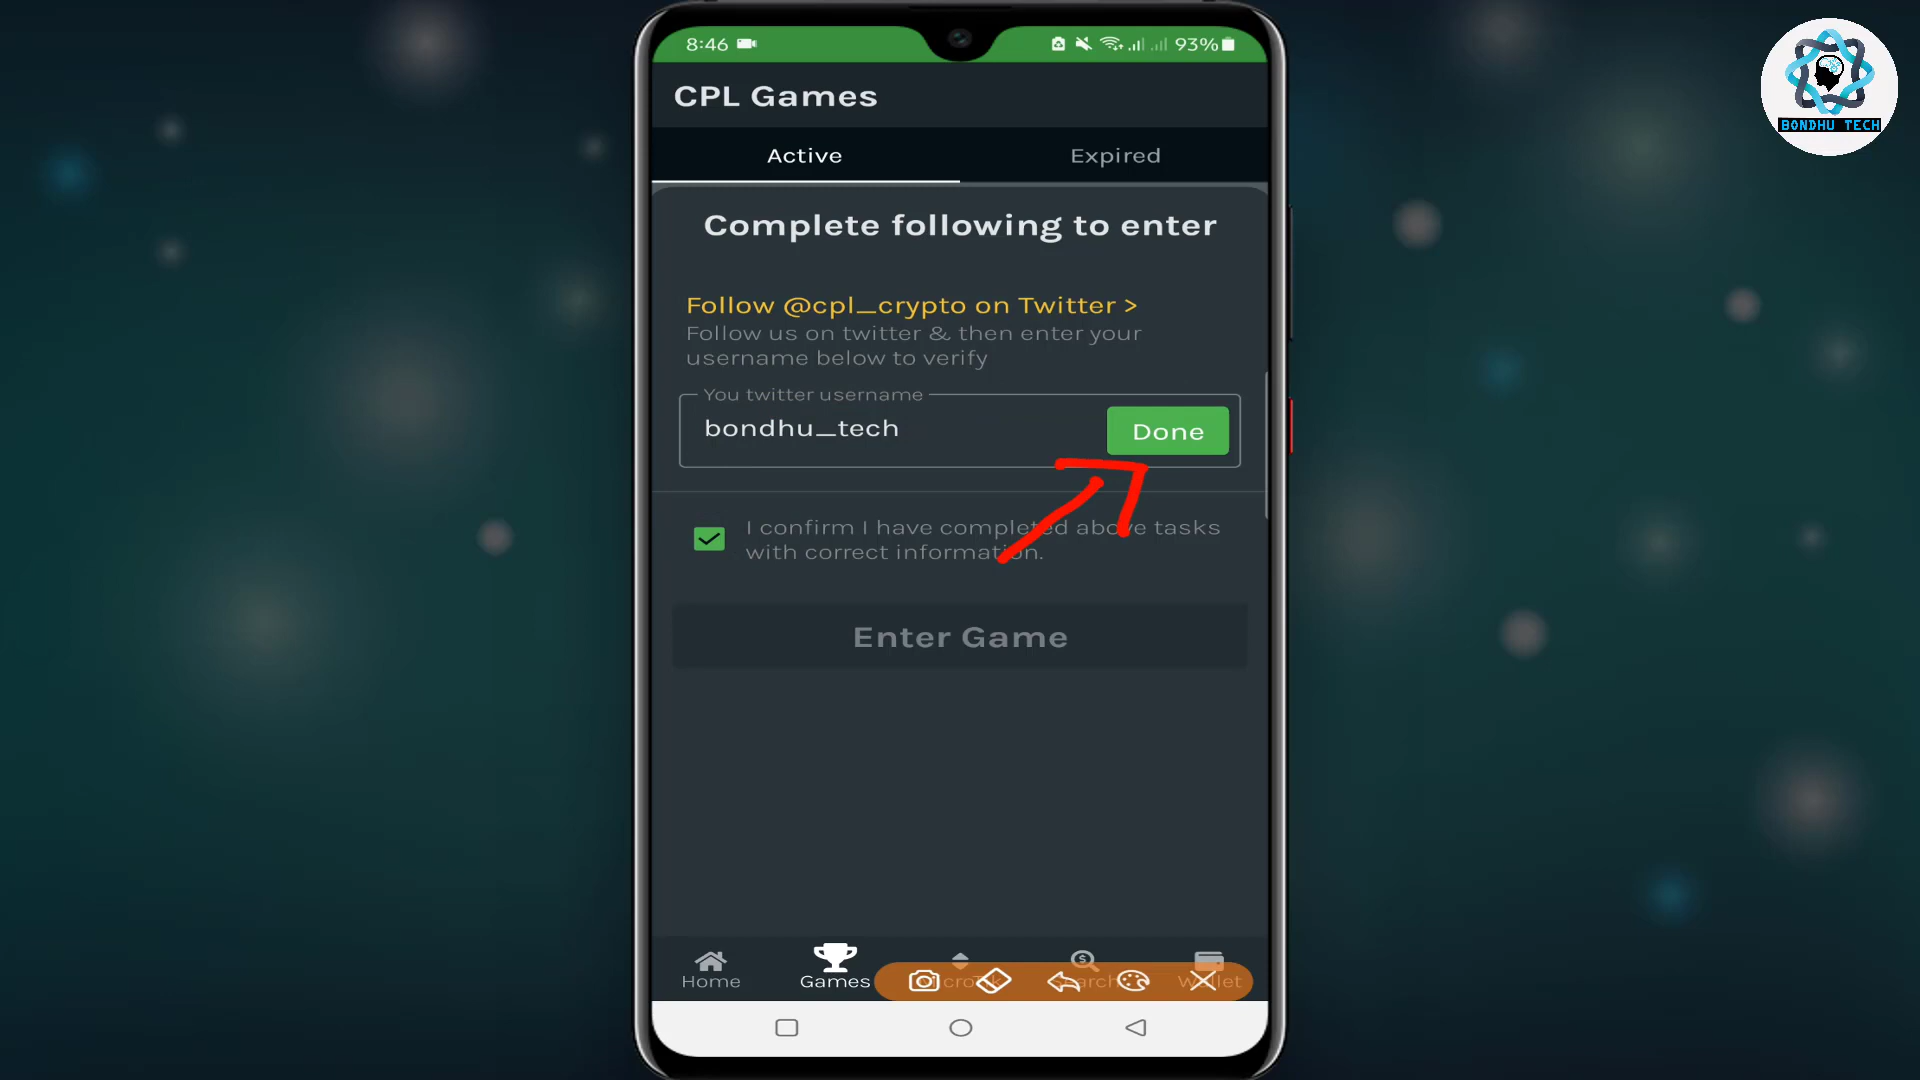 8:46
93%
BONDHU TECH
CPL Games
Active
Expired
Complete following to enter
Follow @cpl_crypto on Twitter >
Follow us on twitter & then enter your
username below to verify
You twitter username
bondhu_tech
Done
I confirm I have completed above tasks
with correct information.
Enter Game
Home
Games
Search
Wallet